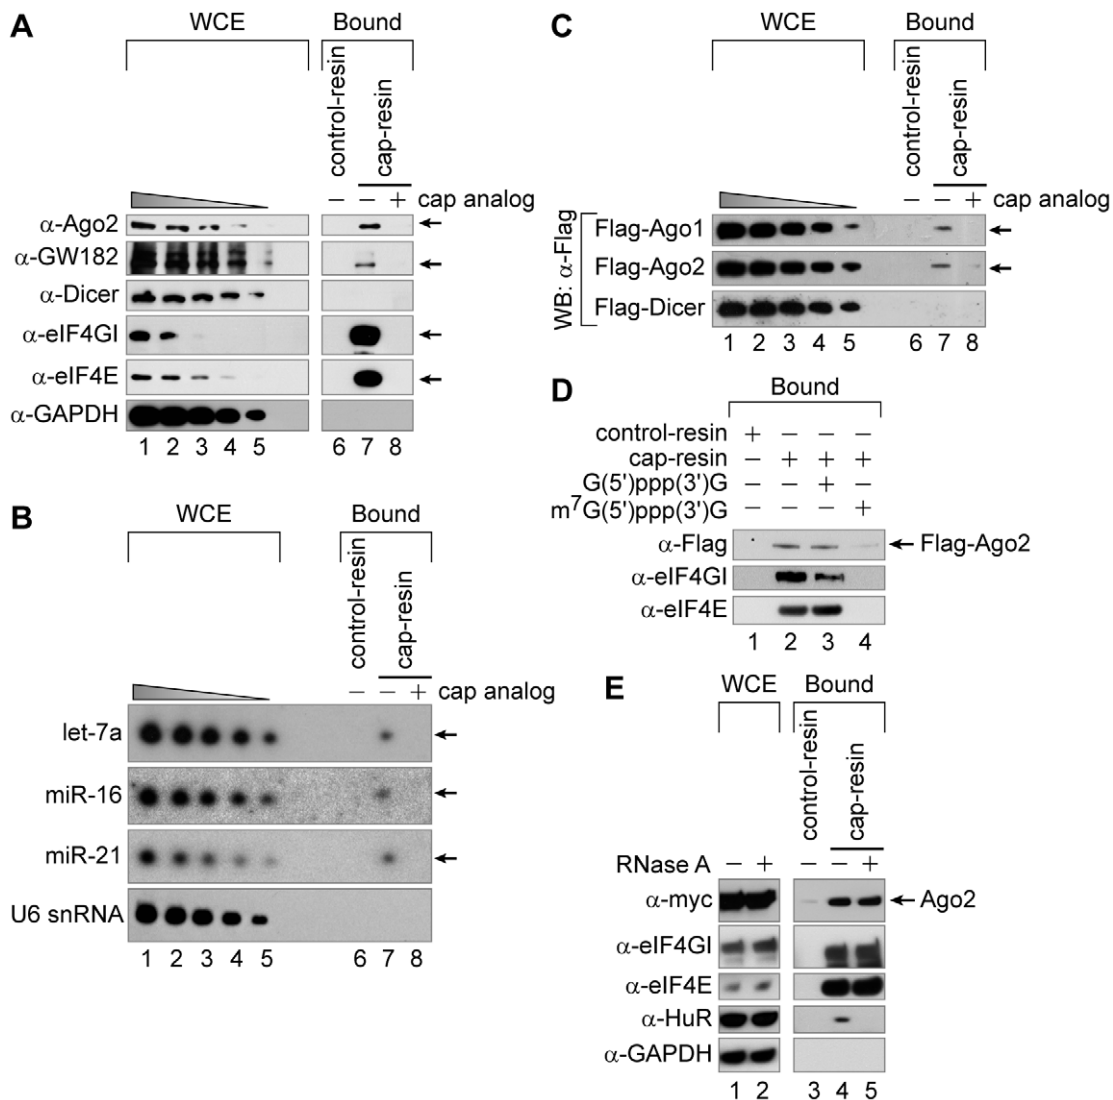 A
WCE Bound
control-resin
cap-resin
− − + cap analog
α-Ago2
α-GW182
α-Dicer
α-eIF4GI
α-eIF4E
α-GAPDH
1 2 3 4 5 6 7 8
B
WCE Bound
control-resin
cap-resin
− − + cap analog
let-7a
miR-16
miR-21
U6 snRNA
1 2 3 4 5 6 7 8
C
WCE Bound
control-resin
cap-resin
− − + cap analog
WB: α-Flag
Flag-Ago1
Flag-Ago2
Flag-Dicer
1 2 3 4 5 6 7 8
D
Bound
control-resin + − − −
cap-resin − + + +
G(5')ppp(3')G − − + −
m7G(5')ppp(3')G − − − +
α-Flag Flag-Ago2
α-eIF4GI
α-eIF4E
1 2 3 4
E
WCE Bound
control-resin
cap-resin
RNase A − + − − +
α-myc Ago2
α-eIF4GI
α-eIF4E
α-HuR
α-GAPDH
1 2 3 4 5